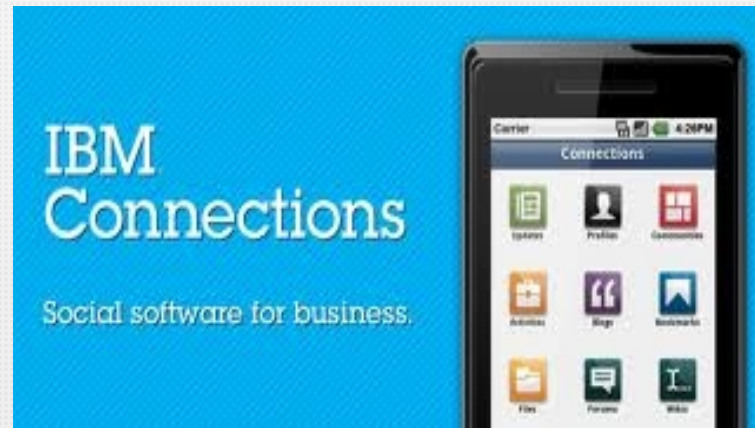 IBM
Connections
Social software for business.
Carrier 4:26PM
Connections
Updates Profiles Communities
Activities Blogs Bookmarks
Files Forums Wikis